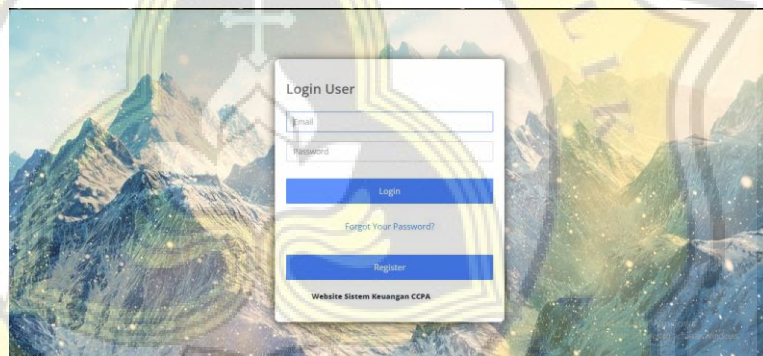 Login User
Email
Password
Login
Forgot Your Password?
Register
Website Sistem Keuangan CCPA